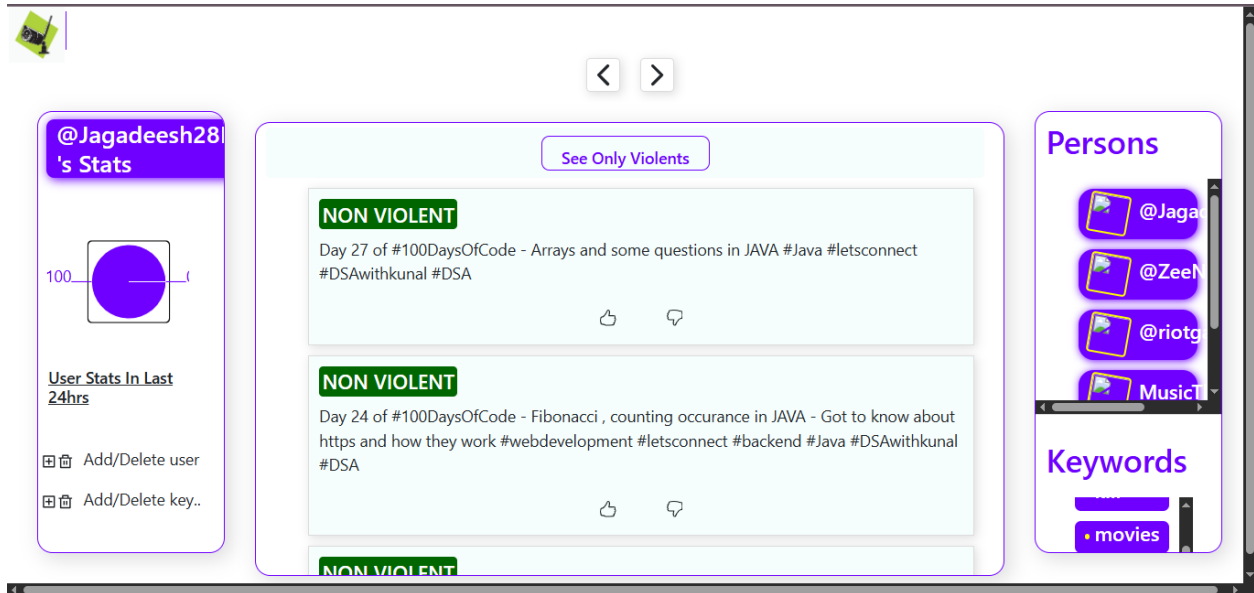 @Jagadeesh28
's Stats
100
User Stats In Last
24hrs
Add/Delete user
Add/Delete key..
See Only Violents
NON VIOLENT
Day 27 of #100DaysOfCode - Arrays and some questions in JAVA #Java #letsconnect
#DSAwithkunal #DSA
NON VIOLENT
Day 24 of #100DaysOfCode - Fibonacci , counting occurance in JAVA - Got to know about
https and how they work #webdevelopment #letsconnect #backend #Java #DSAwithkunal
#DSA
NON VIOLENT
Persons
@Jaga
@Zee
@riotg
Music
Keywords
movies